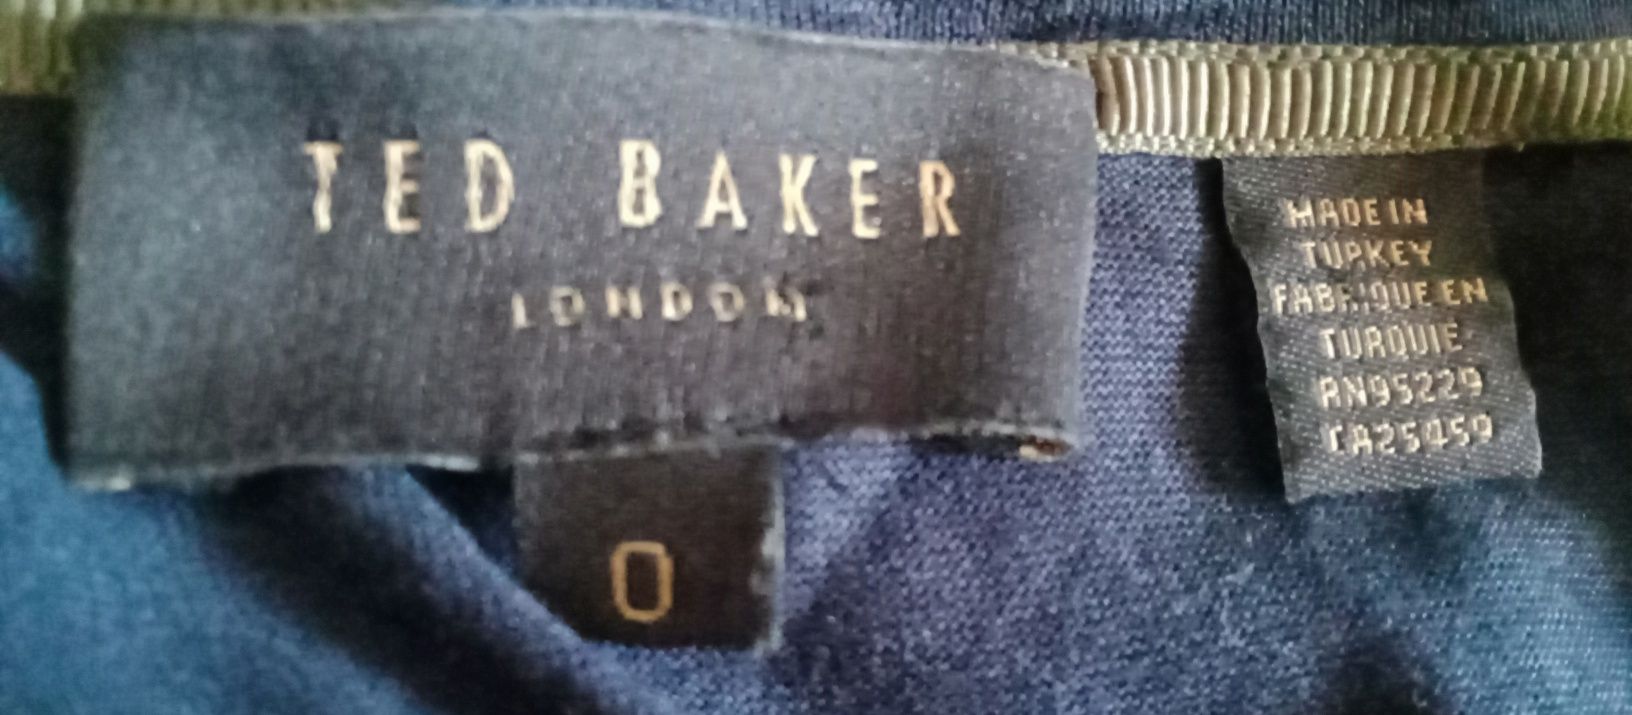 TED BAKER
LONDON
0
MADE IN
TURKEY
FABRIQUE EN
TURQUIE
RN95229
CA25459